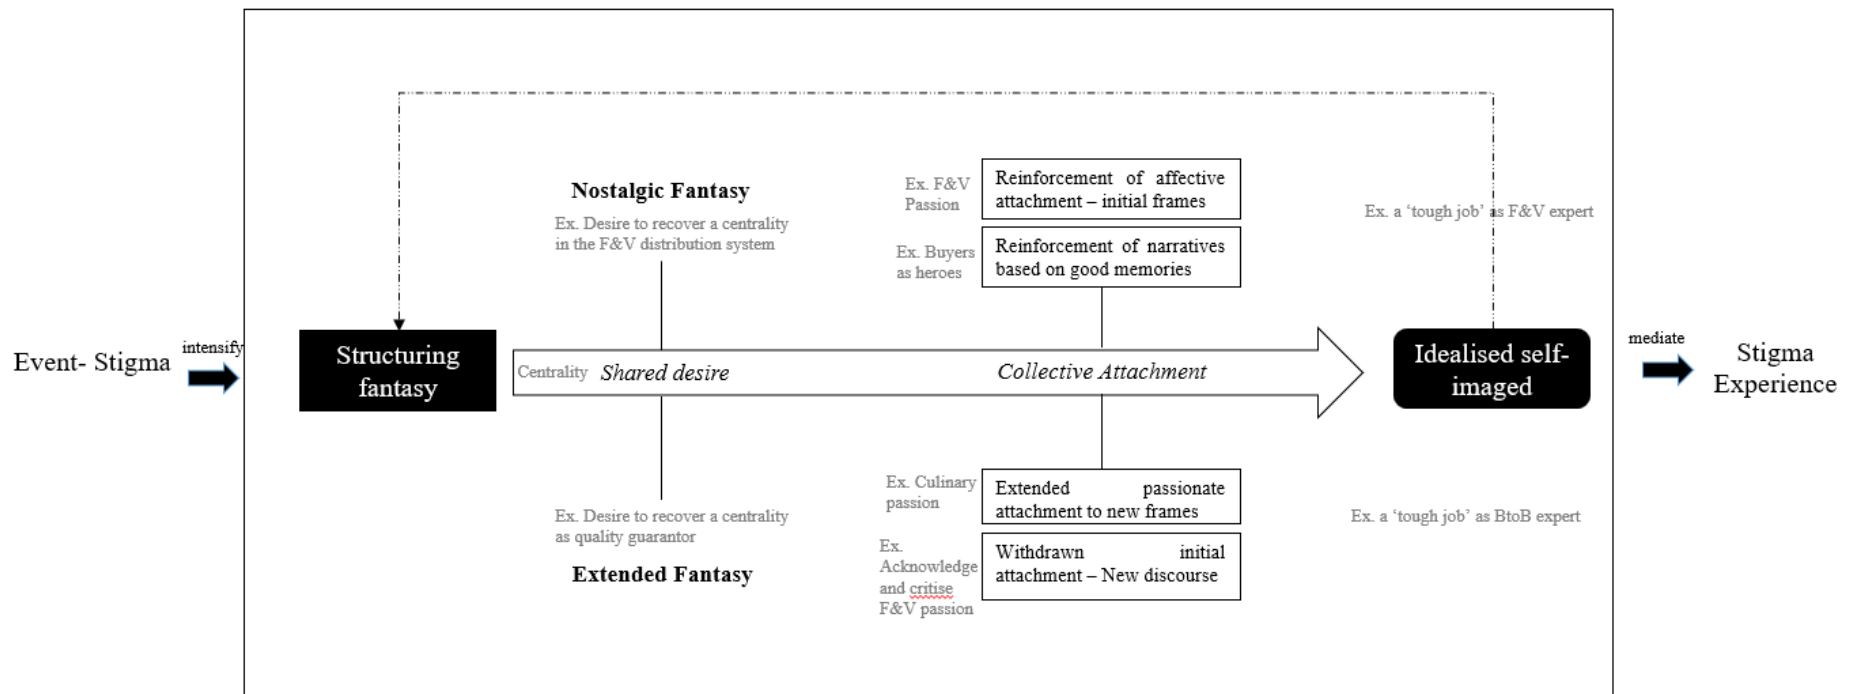 Event- Stigma
intensify
Structuring
fantasy
Nostalgic Fantasy
Ex. Desire to recover a centrality
in the F&V distribution system
Centrality Shared desire
Ex. Desire to recover a centrality
as quality guarantor
Extended Fantasy
Ex. F&V
Passion
Reinforcement of affective
attachment – initial frames
Ex. Buyers
as heroes
Reinforcement of narratives
based on good memories
Collective Attachment
Ex. Culinary
passion
Extended passionate
attachment to new frames
Ex.
Acknowledge
and critise
F&V passion
Withdrawn initial
attachment – New discourse
Ex. a ‘tough job’ as F&V expert
Idealised self-
imaged
Ex. a ‘tough job’ as BtoB expert
mediate
Stigma
Experience